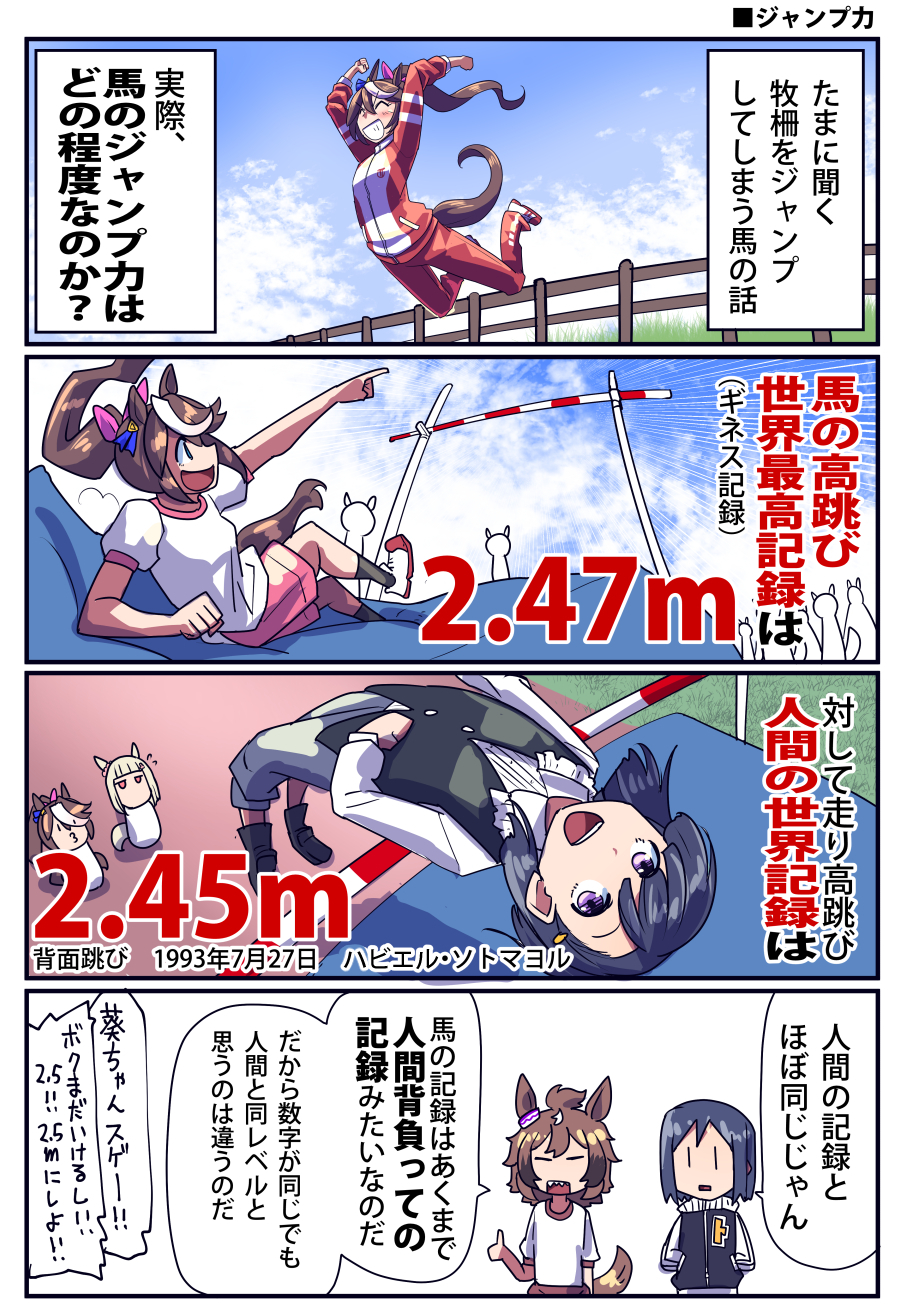 ■ジャンプ力
たまに聞く
牧柵をジャンプ
してしまう馬の話
実際、
馬のジャンプ力は
どの程度なのか?
馬の高跳び
世界最高記録は
(ギネス記録)
2.47m
対して走り高跳び
人間の世界記録は
2.45m
背面跳び 1993年7月27日 ハビエル・ソトマヨル
人間の記録と
ほぼ同じじゃん
ト
馬の記録はあくまで
人間背負っての
記録みたいなのだ
だから数字が同じでも
人間と同レベルと
思うのは違うのだ
葵ちゃんスゲー!!
ボクまだいけるし!!
2.5!! 2.5mにしよ!!